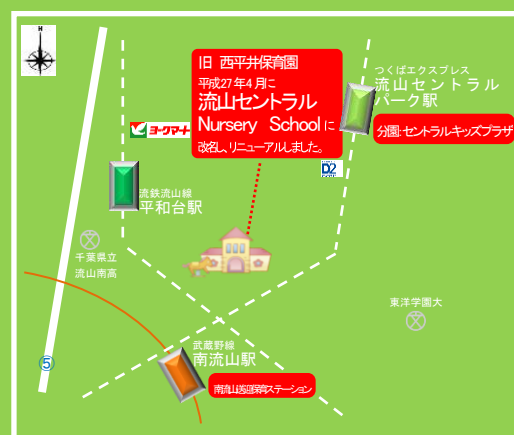 N
旧 西平井保育園
平成27年4月に
流山セントラル
Nursery School に
改名し、リニューアルしました。
つくばエクスプレス
流山セントラル
パーク駅
分園:セントラルキッズプラザ
ヨークマート
D2
流鉄流山線
平和台駅
千葉県立
流山南高
東洋学園大
⑤
武蔵野線
南流山駅
南流山送迎保育ステーション